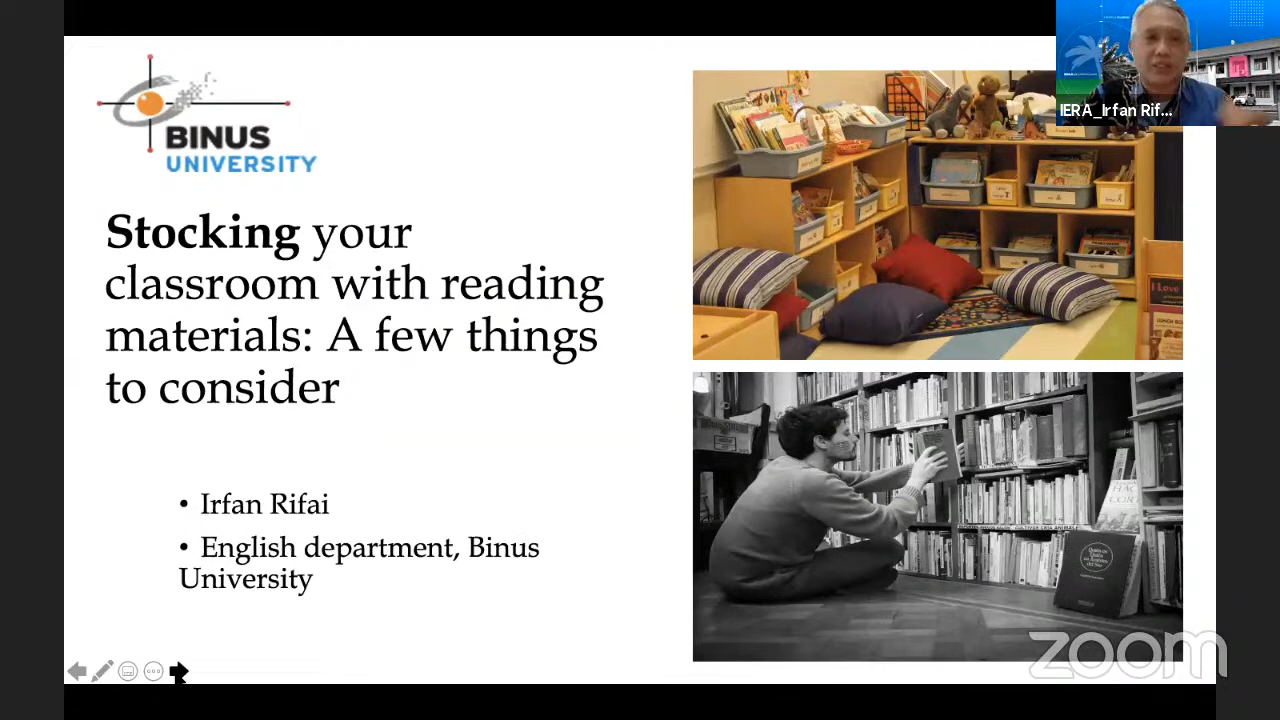 BINUS
UNIVERSITY
Stocking your
classroom with reading
materials: A few things
to consider
• Irfan Rifai
• English department, Binus
University
IERA_Irfan Rif...
I Love
zoom